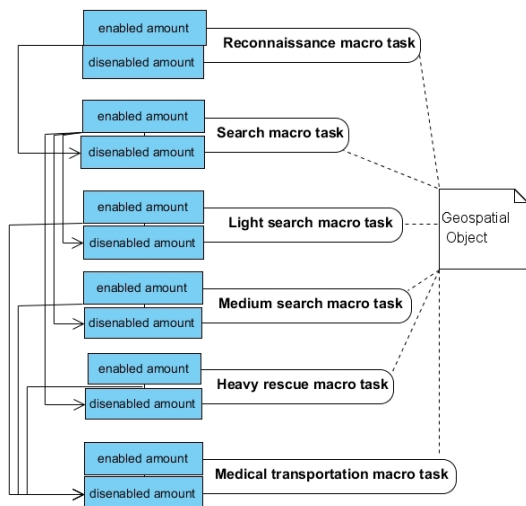 enabled amount
Reconnaissance macro task
disenabled amount
enabled amount
Search macro task
disenabled amount
enabled amount
Light search macro task
disenabled amount
Geospatial
Object
enabled amount
Medium search macro task
disenabled amount
enabled amount
Heavy rescue macro task
disenabled amount
enabled amount
Medical transportation macro task
disenabled amount